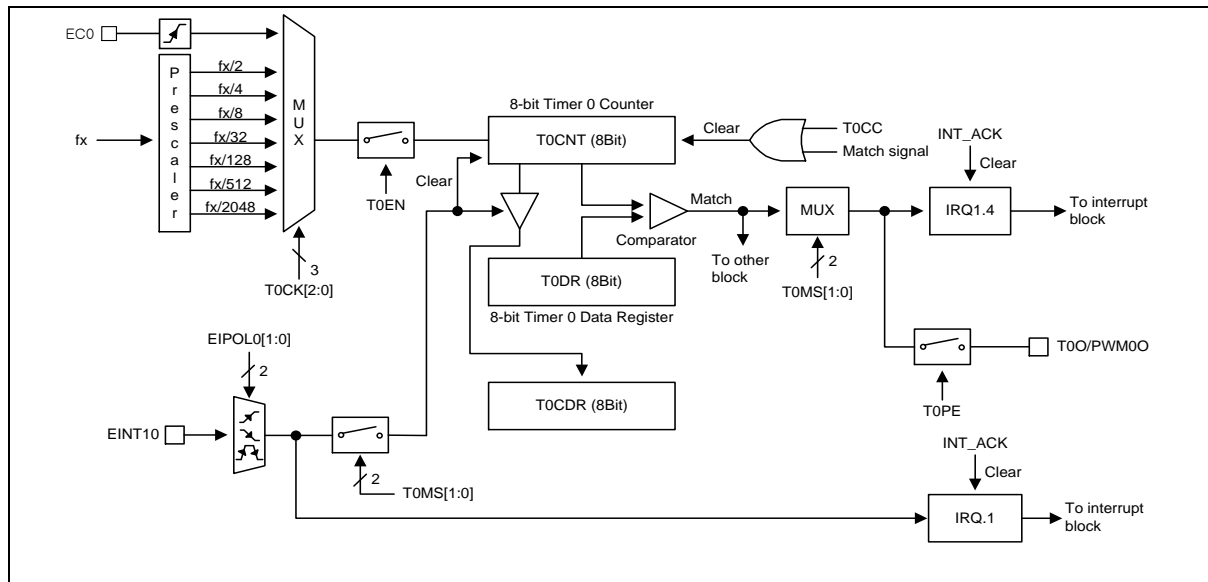 EC0
fx
Prescaler
fx/2
fx/4
fx/8
fx/32
fx/128
fx/512
fx/2048
MUX
3
T0CK[2:0]
T0EN
8-bit Timer 0 Counter
T0CNT (8Bit)
Clear
T0CC
Match signal
Clear
Match
Comparator
To other
block
MUX
2
T0MS[1:0]
INT_ACK
Clear
IRQ1.4
To interrupt
block
T0DR (8Bit)
8-bit Timer 0 Data Register
T0CDR (8Bit)
T0PE
T0O/PWM0O
EIPOL0[1:0]
2
EINT10
2
T0MS[1:0]
INT_ACK
Clear
IRQ.1
To interrupt
block